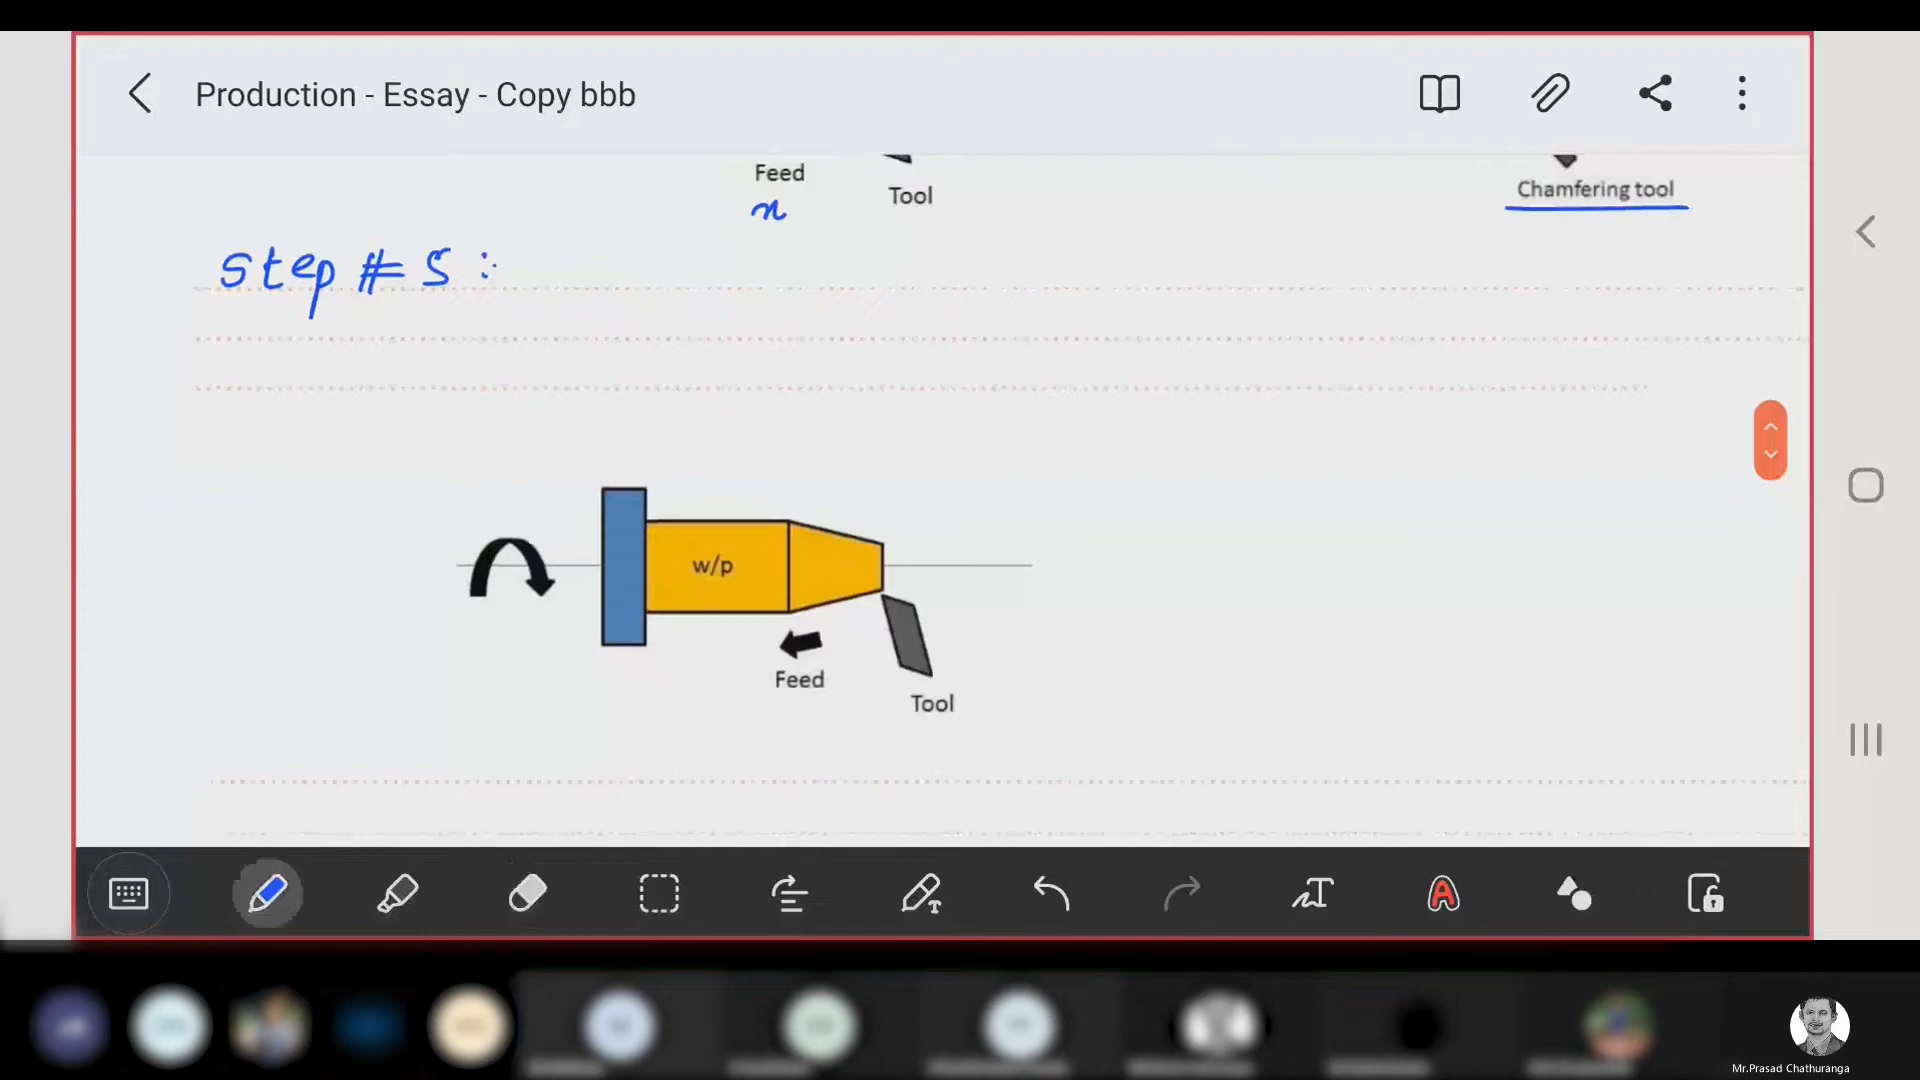 Production - Essay - Copy bbb
Feed
Tool
Chamfering tool
n
Step # 5 :
w/p
Feed
Tool
Mr.Prasad Chathuranga